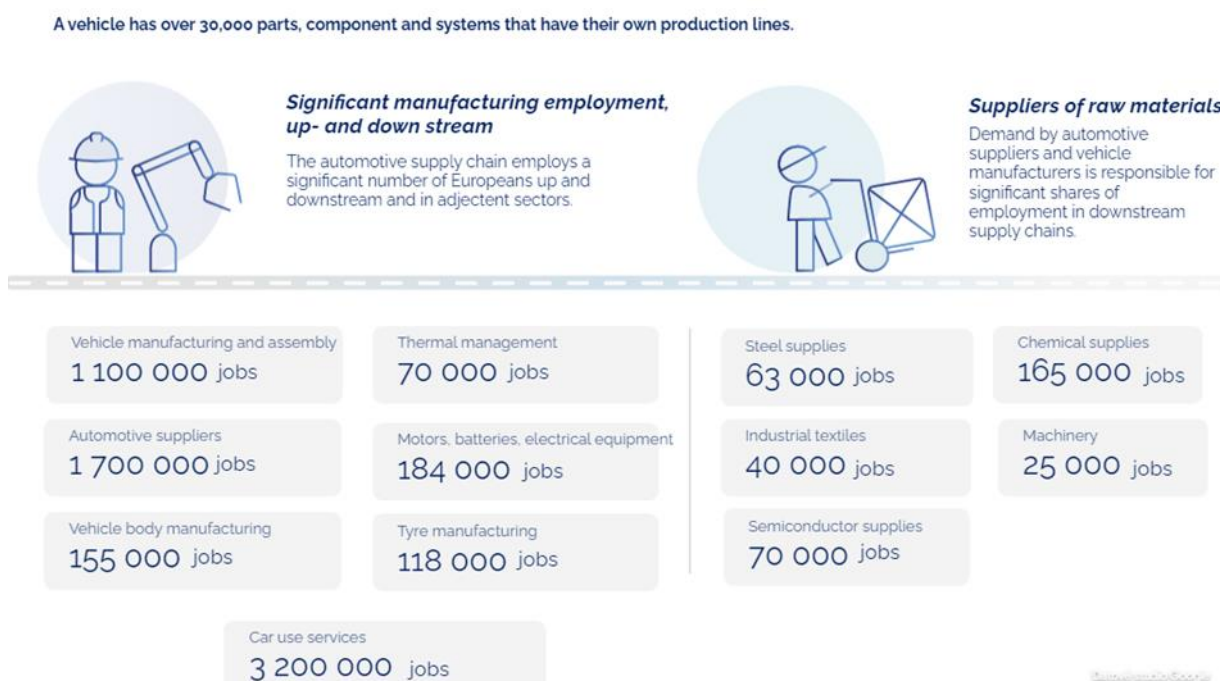 A vehicle has over 30,000 parts, component and systems that have their own production lines.
Significant manufacturing employment,
up- and down stream
The automotive supply chain employs a
significant number of Europeans up and
downstream and in adjectent sectors.
Suppliers of raw materials
Demand by automotive
suppliers and vehicle
manufacturers is responsible for
significant shares of
employment in downstream
supply chains.
Vehicle manufacturing and assembly
1 100 000 jobs
Thermal management
70 000 jobs
Steel supplies
63 000 jobs
Chemical supplies
165 000 jobs
Automotive suppliers
1 700 000 jobs
Motors, batteries, electrical equipment
184 000 jobs
Industrial textiles
40 000 jobs
Machinery
25 000 jobs
Vehicle body manufacturing
155 000 jobs
Tyre manufacturing
118 000 jobs
Semiconductor supplies
70 000 jobs
Car use services
3 200 000 jobs